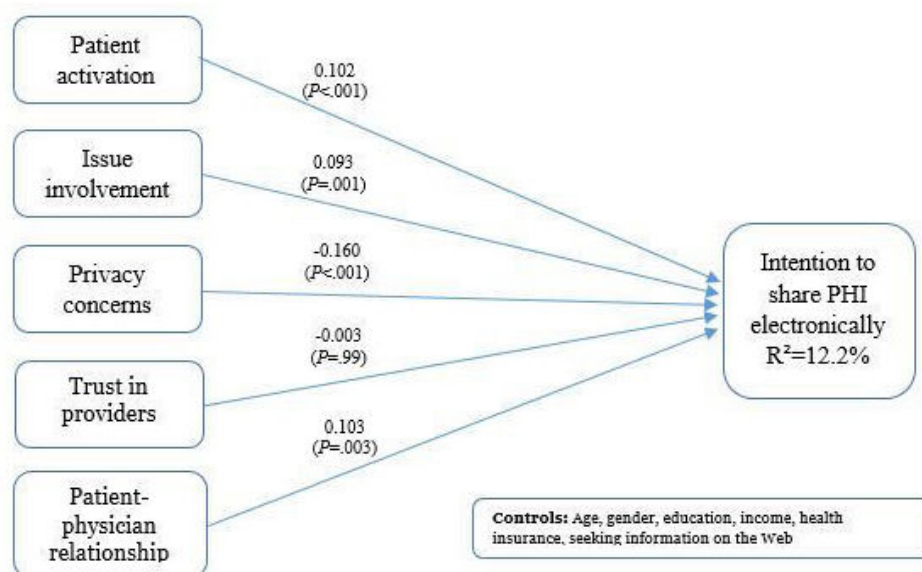 Patient
activation
0.102
(P<.001)
Issue
involvement
0.093
(P=.001)
Privacy
concerns
-0.160
(P<.001)
Trust in
providers
-0.003
(P=.99)
Patient-
physician
relationship
0.103
(P=.003)
Intention to
share PHI
electronically
R²=12.2%
Controls: Age, gender, education, income, health
insurance, seeking information on the Web